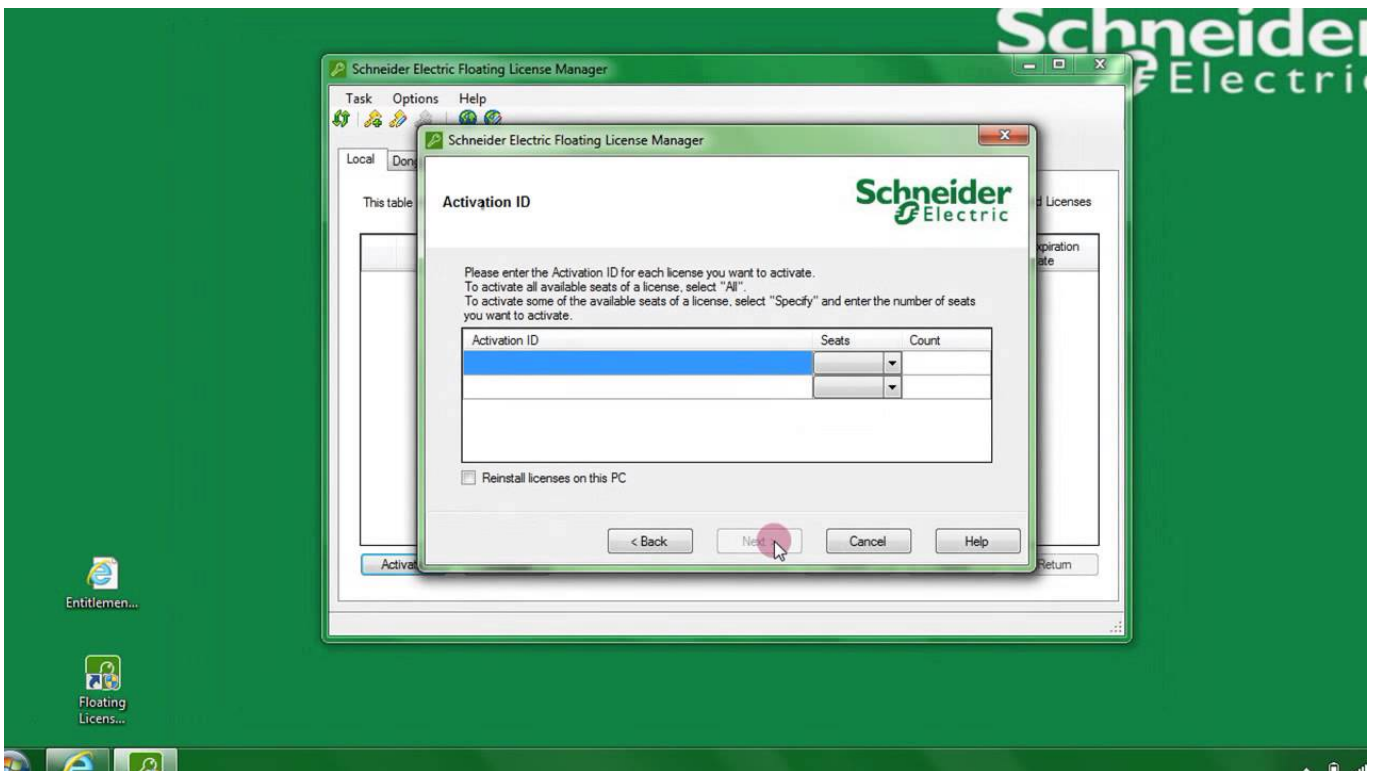 Schneider
Electric
Schneider Electric Floating License Manager
Task Options Help
Schneider Electric Floating License Manager
Local
This table
Activation ID
Schneider
Electric
Licenses
Please enter the Activation ID for each license you want to activate.
To activate all available seats of a license, select "All".
To activate some of the available seats of a license, select "Specify" and enter the number of seats
you want to activate.
Activation ID Seats Count
Reinstall licenses on this PC
< Back Next > Cancel Help
Return
Entitlemen...
Floating
Licens...